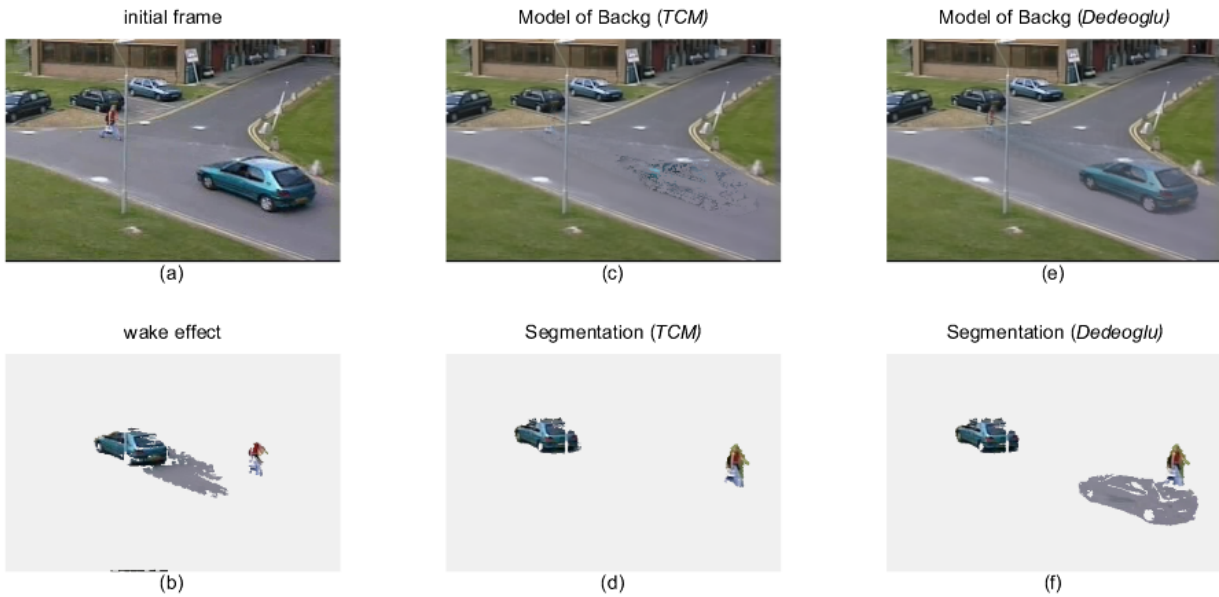 initial frame
Model of Backg (TCM)
Model of Backg (Dedeoglu)
(a)
(c)
(e)
wake effect
Segmentation (TCM)
Segmentation (Dedeoglu)
(b)
(d)
(f)